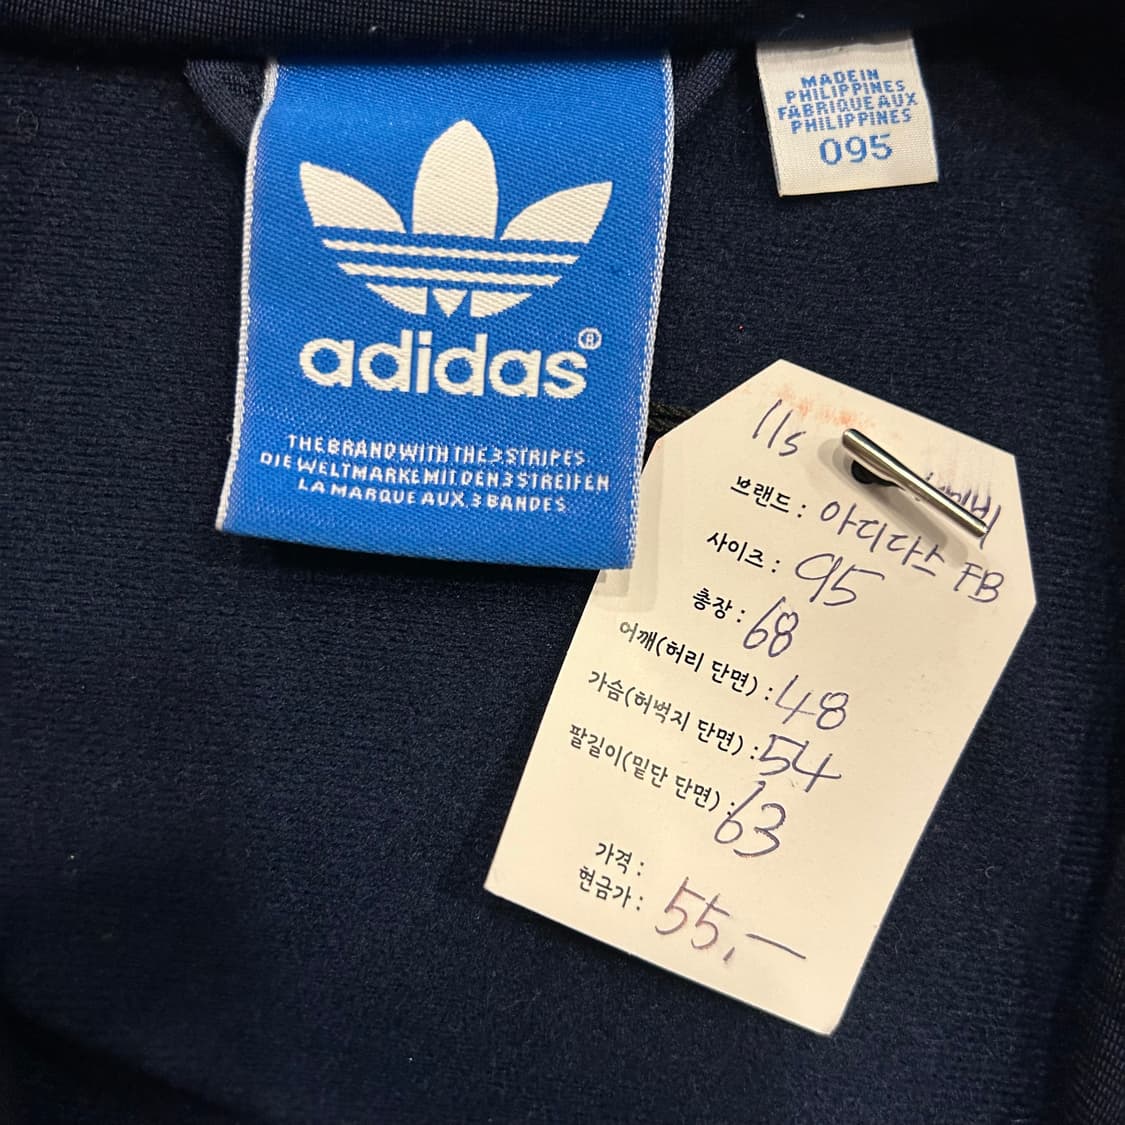 adidas®
THE BRAND WITH THE 3 STRIPES
DIE WELTMARKE MIT DEN 3 STREIFEN
LA MARQUE AUX 3 BANDES
MADE IN
PHILIPPINES
FABRIQUE AUX
PHILIPPINES
095
11s
브랜드 : 아디다스 FB
사이즈 : 95
총장 : 68
어깨(허리 단면) : 48
가슴(허벅지 단면) : 54
팔길이(밑단 단면) : 63
가격 :
현금가 : 55,—